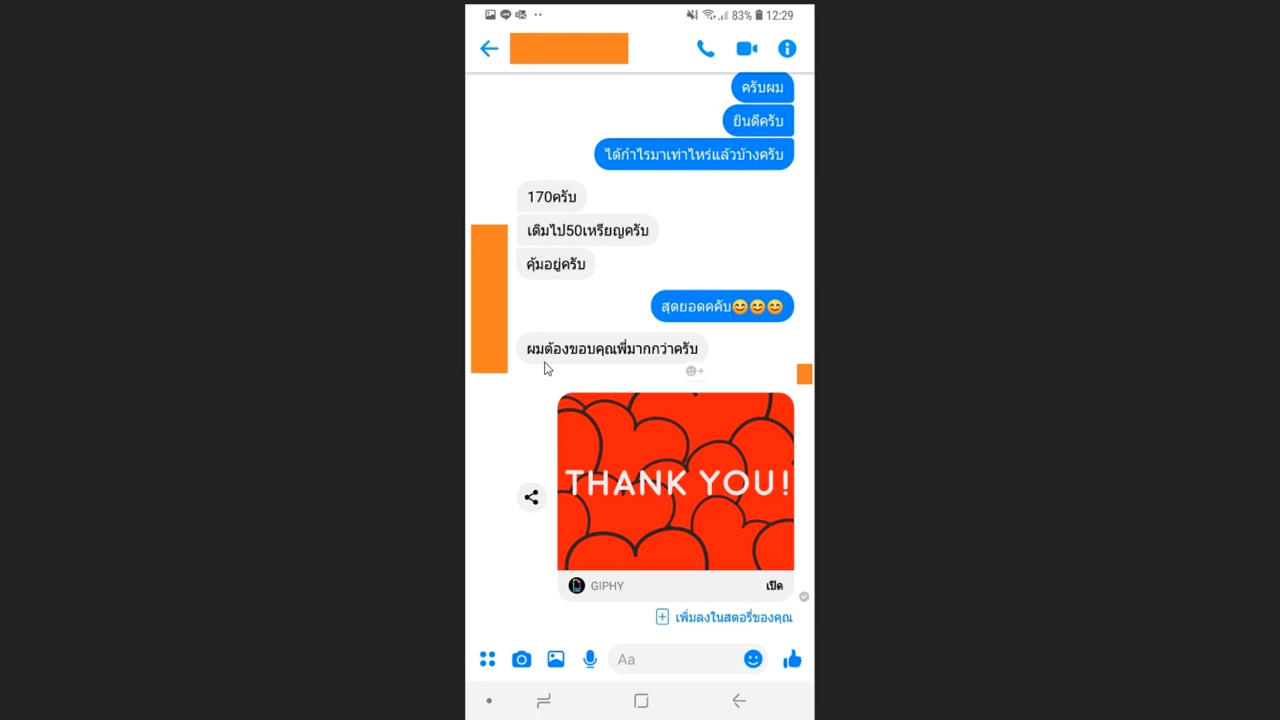 83% 12:29
ครับผม
ยินดีครับ
ได้กำไรมาเท่าไหร่แล้วบ้างครับ
170ครับ
เติมไป50เหรียญครับ
คุ้มอยู่ครับ
สุดยอดคคับ😊😊😊
ผมต้องขอบคุณพี่มากกว่าครับ
THANK YOU!
GIPHY เปิด
เพิ่มลงในสตอรี่ของคุณ
Aa